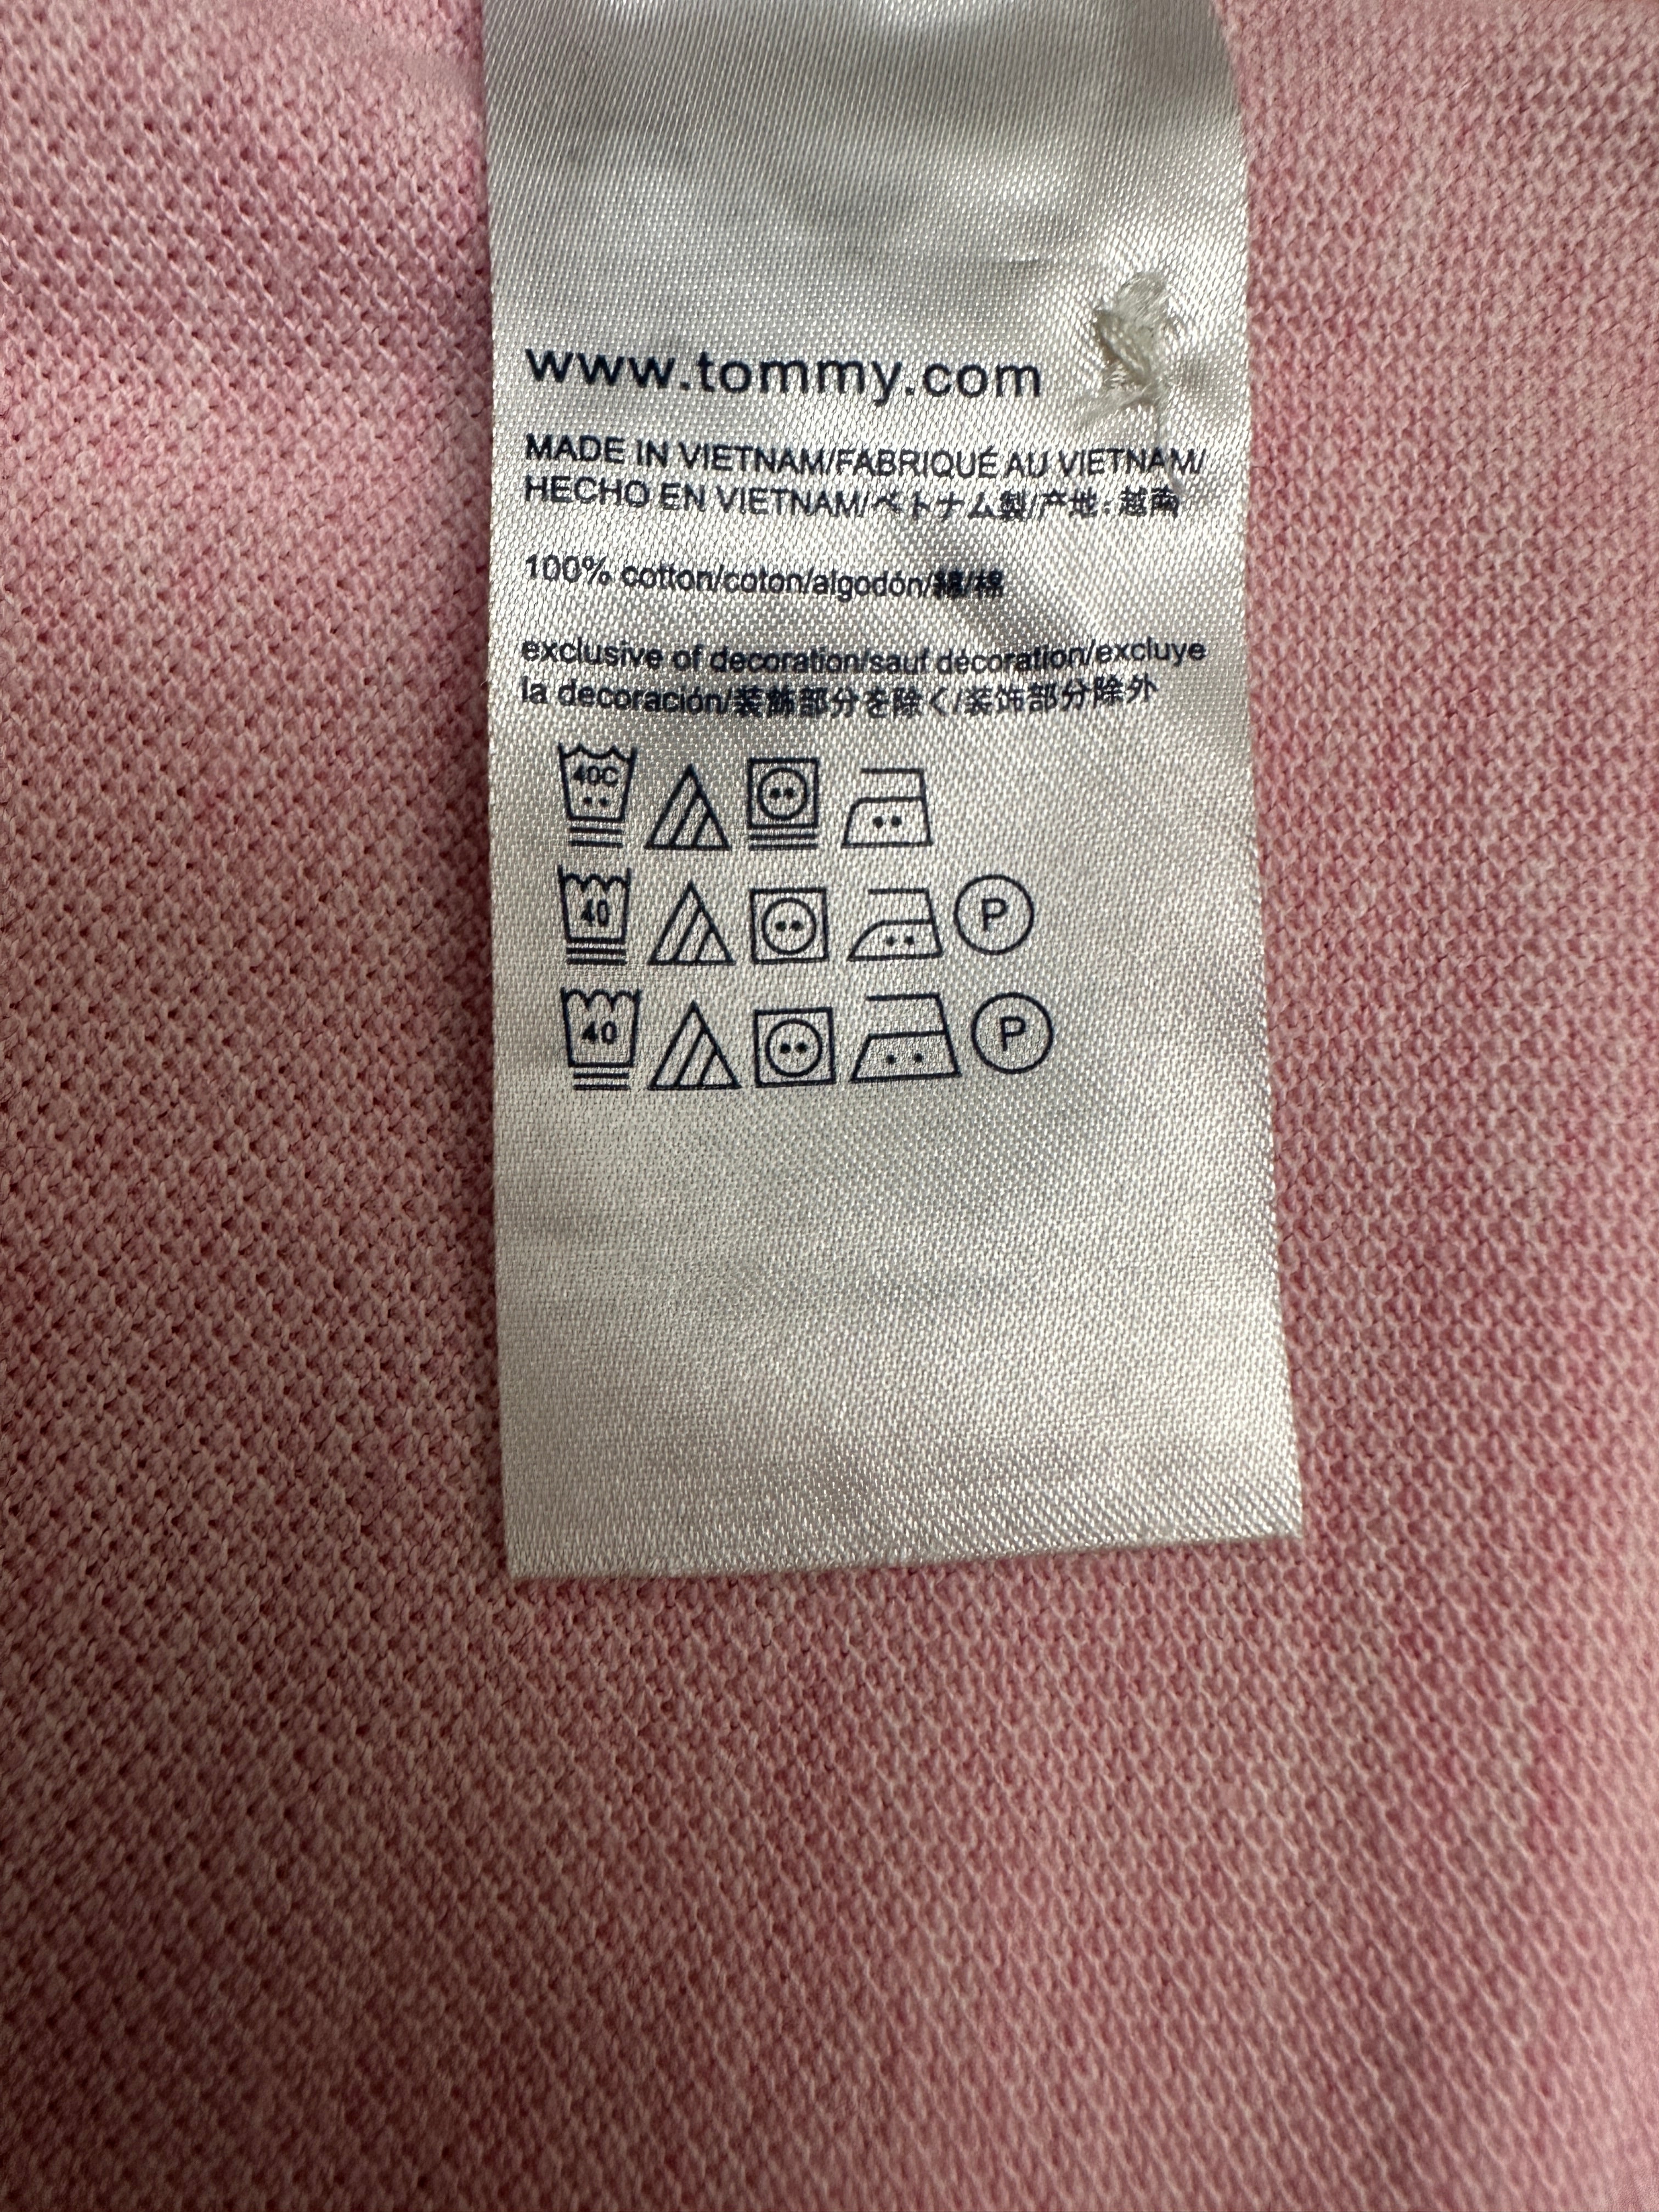 www.tommy.com
MADE IN VIETNAM/FABRIQUÉ AU VIETNAM/
HECHO EN VIETNAM/ベトナム製/产地: 越南
100% cotton/coton/algodón/綿/棉
exclusive of decoration/sauf décoration/excluye
la decoración/装飾部分を除く/装饰部分除外
40C
40 P
40 P